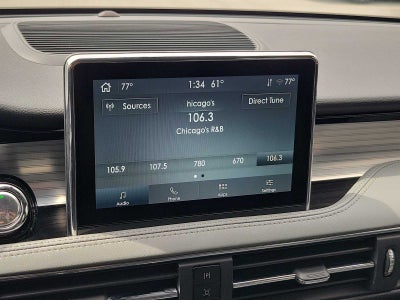 77° 1:34 61° 77°
Sources hicago's Direct Tune
106.3
Chicago's R&B
105.9 107.5 780 670 106.3
Audio Phone Apps Settings
P